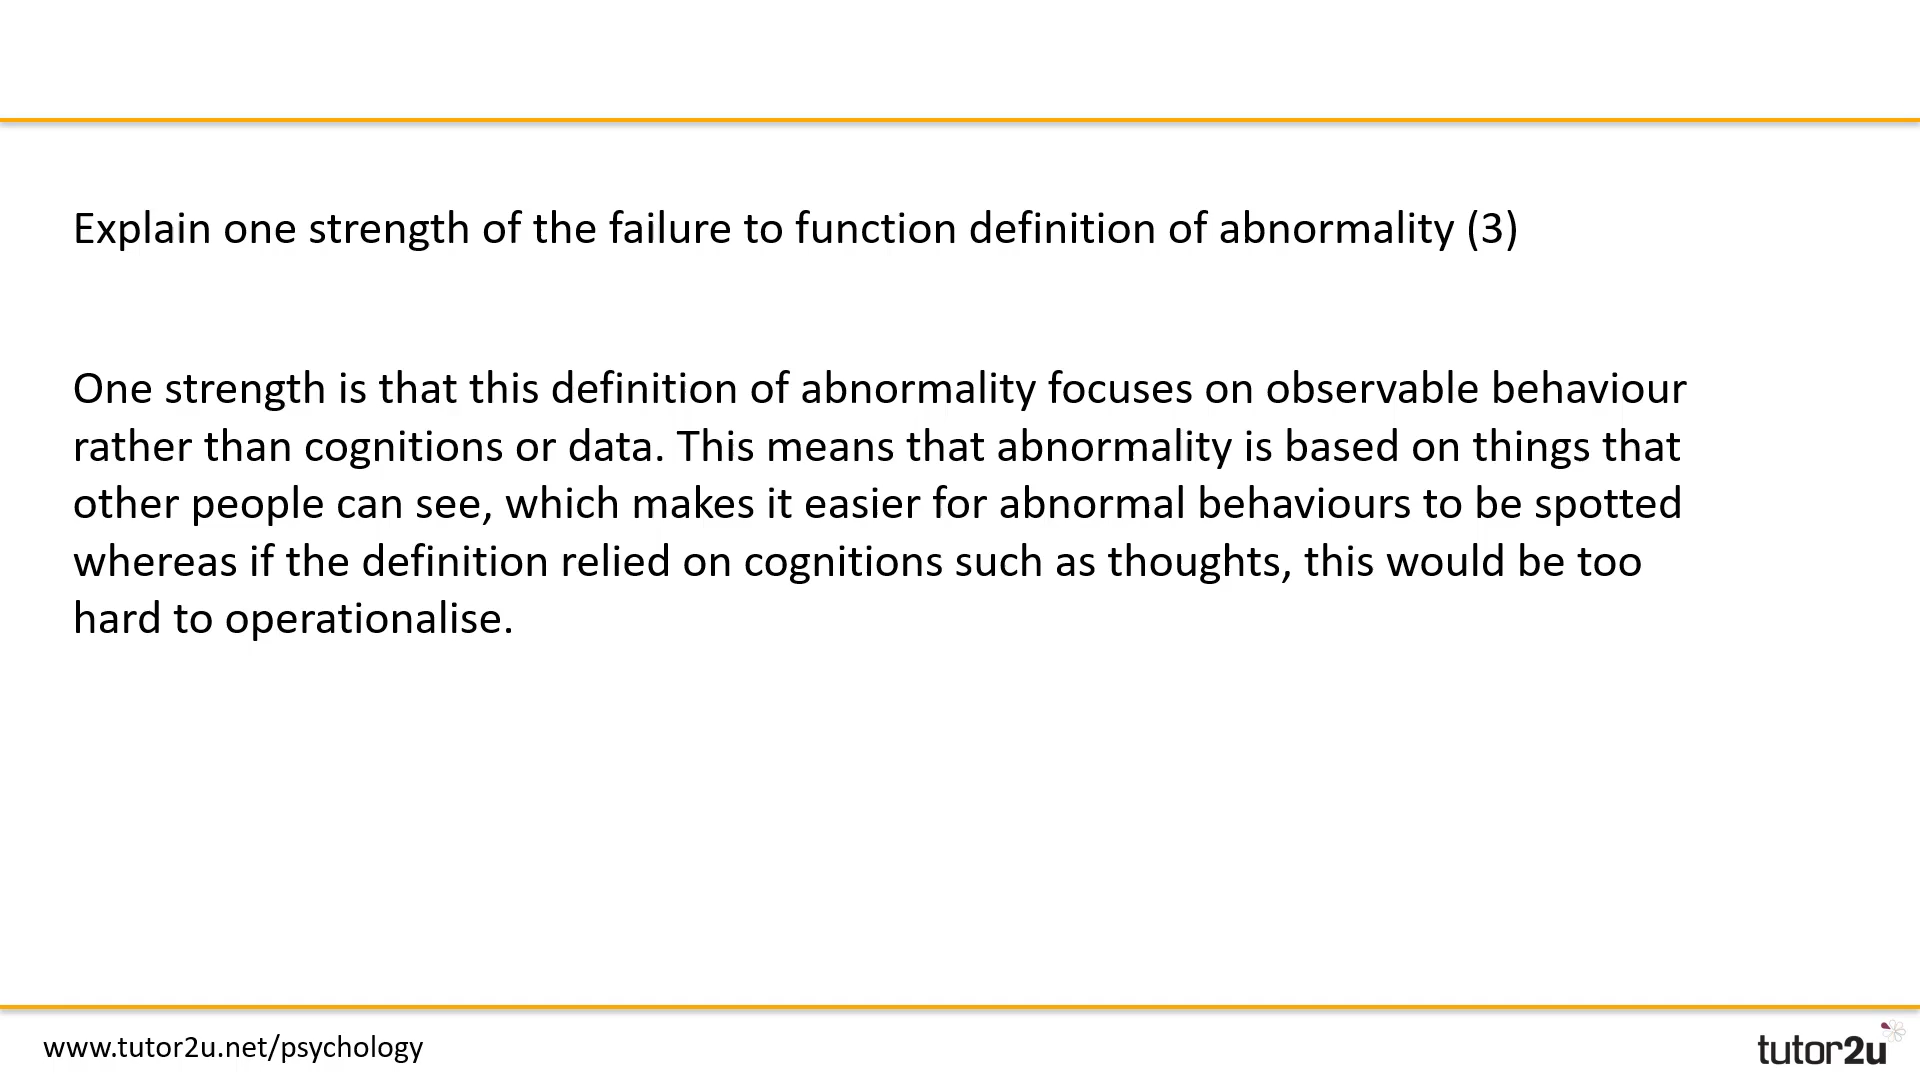 Explain one strength of the failure to function definition of abnormality (3)
One strength is that this definition of abnormality focuses on observable behaviour
rather than cognitions or data. This means that abnormality is based on things that
other people can see, which makes it easier for abnormal behaviours to be spotted
whereas if the definition relied on cognitions such as thoughts, this would be too
hard to operationalise.
www.tutor2u.net/psychology
tutor2u